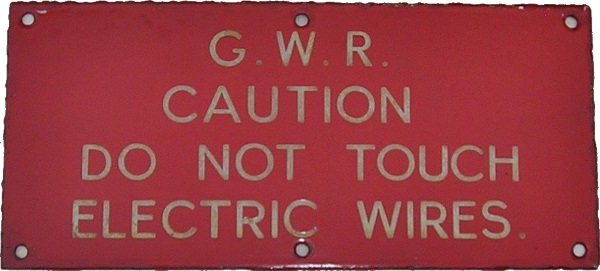 G.W.R.
CAUTION
DO NOT TOUCH
ELECTRIC WIRES.